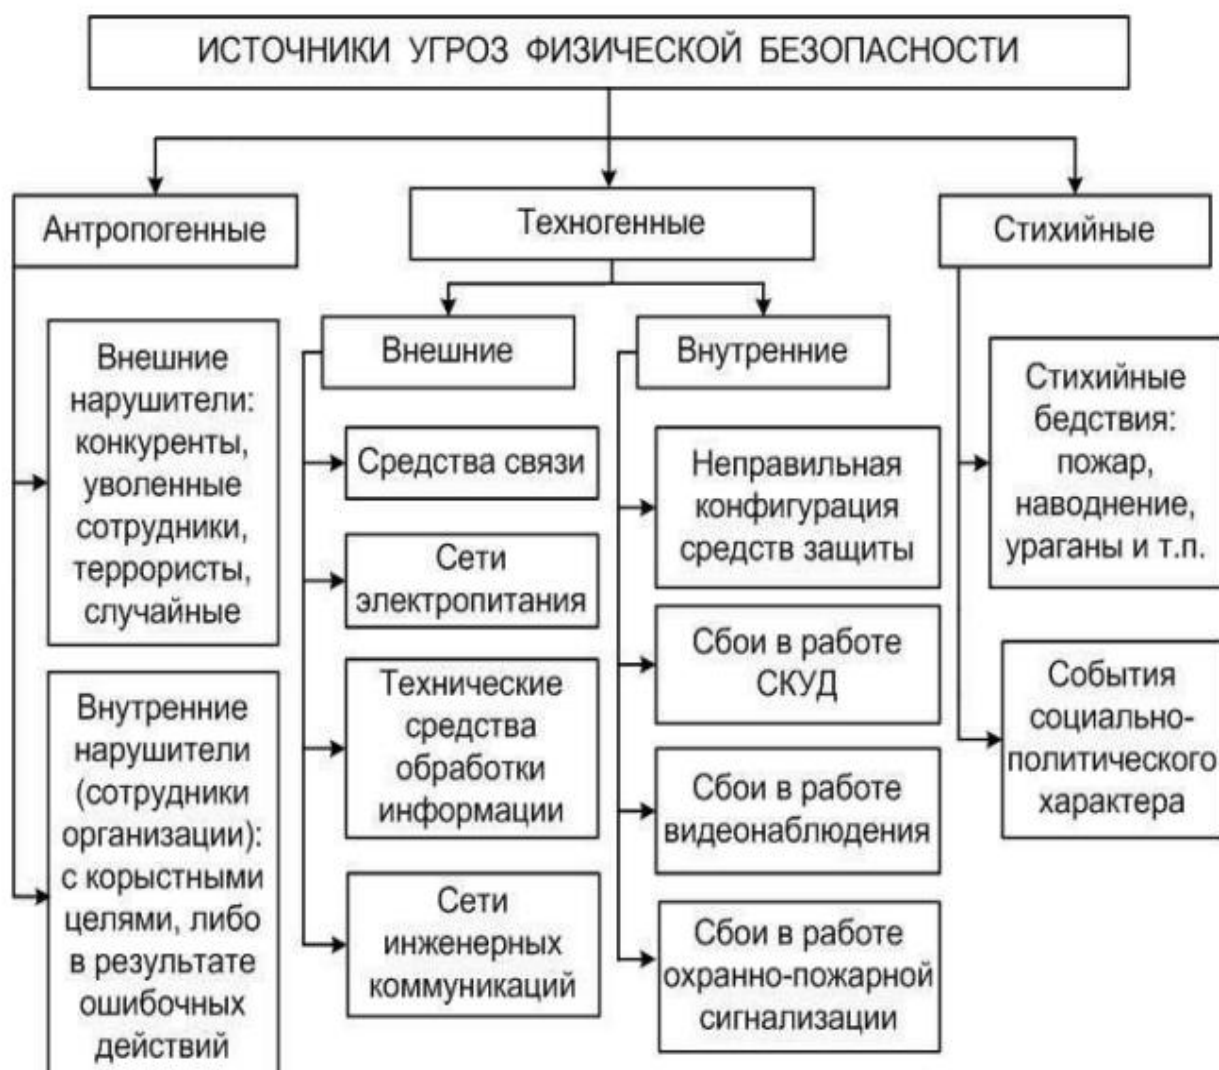 ИСТОЧНИКИ УГРОЗ ФИЗИЧЕСКОЙ БЕЗОПАСНОСТИ
Антропогенные
Техногенные
Стихийные
Внешние
нарушители:
конкуренты,
уволенные
сотрудники,
террористы,
случайные
Внутренние
нарушители
(сотрудники
организации):
с корыстными
целями, либо
в результате
ошибочных
действий
Внешние
Средства связи
Сети
электропитания
Технические
средства
обработки
информации
Сети
инженерных
коммуникаций
Внутренние
Неправильная
конфигурация
средств защиты
Сбои в работе
СКУД
Сбои в работе
видеонаблюдения
Сбои в работе
охранно-пожарной
сигнализации
Стихийные
бедствия:
пожар,
наводнение,
ураганы и т.п.
События
социально-
политического
характера